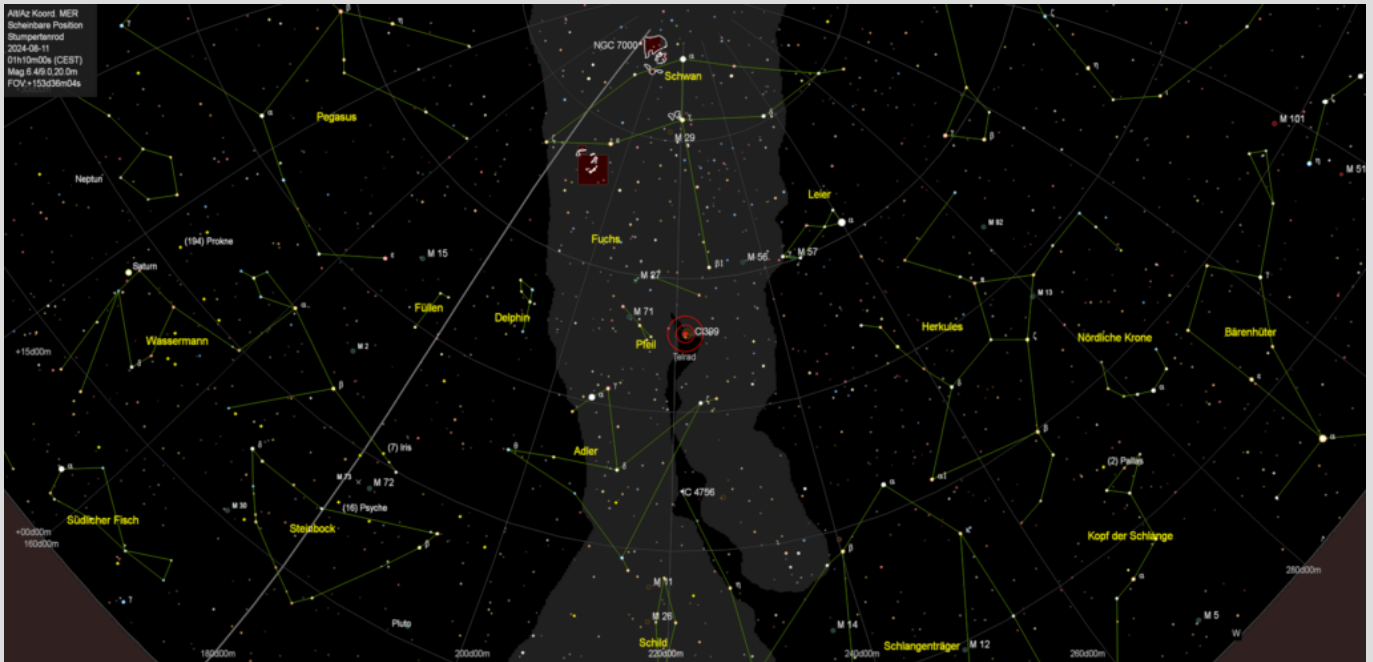 Alt/Az Koord. MER
Scheinbare Position
Stumpertenrod
2024-08-11
01h10m00s (CEST)
Mag:6.4/9.0,20.0m
FOV:+153d36m04s
NGC 7000*
α
Schwan
γ
β
η
ζ
Pegasus
α
M 29
δ
ζ
ε
M 101
η
M 51
Neptun
Leier
α
M 92
(194) Prokne
Fuchs
β1
M 56
γ
M 57
Saturn
ε
M 15
M 27
α
M 13
Füllen
Delphin
M 71
Cl399
Herkules
Nördliche Krone
Bärenhüter
Wassermann
Pfeil
Telrad
ζ
+15d00m
M 2
δ
β
γ
α
ζ
δ
α
ε
β
α
(7) Iris
θ
Adler
δ
(2) Pallas
α
M 73
M 72
α
α1
IC 4756
(16) Psyche
M 30
Südlicher Fisch
Steinbock
κ
Kopf der Schlange
+00d00m
160d00m
β
β
M 11
η
α
280d00m
γ
M 26
Pluto
M 14
M 5
W
Schild
Schlangenträger
M 12
180d00m
200d00m
220d00m
240d00m
260d00m